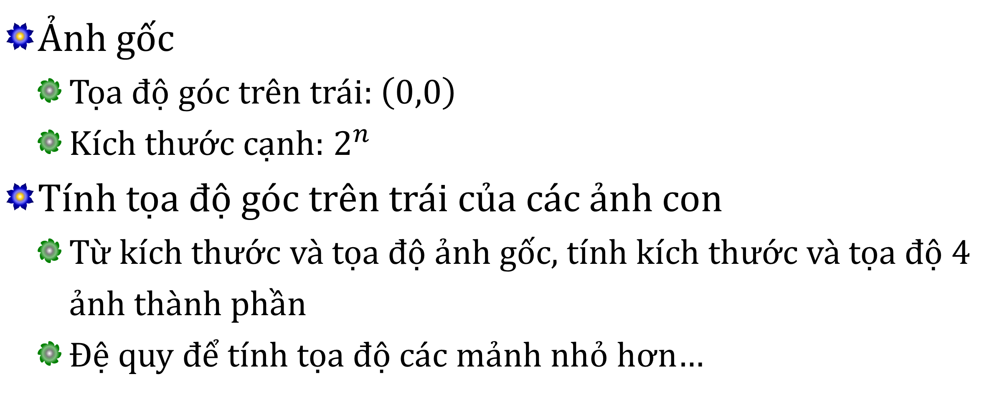 Ảnh gốc
Tọa độ góc trên trái: (0,0)
Kích thước cạnh: 2ⁿ
Tính tọa độ góc trên trái của các ảnh con
Từ kích thước và tọa độ ảnh gốc, tính kích thước và tọa độ 4
ảnh thành phần
Đệ quy để tính tọa độ các mảnh nhỏ hơn…